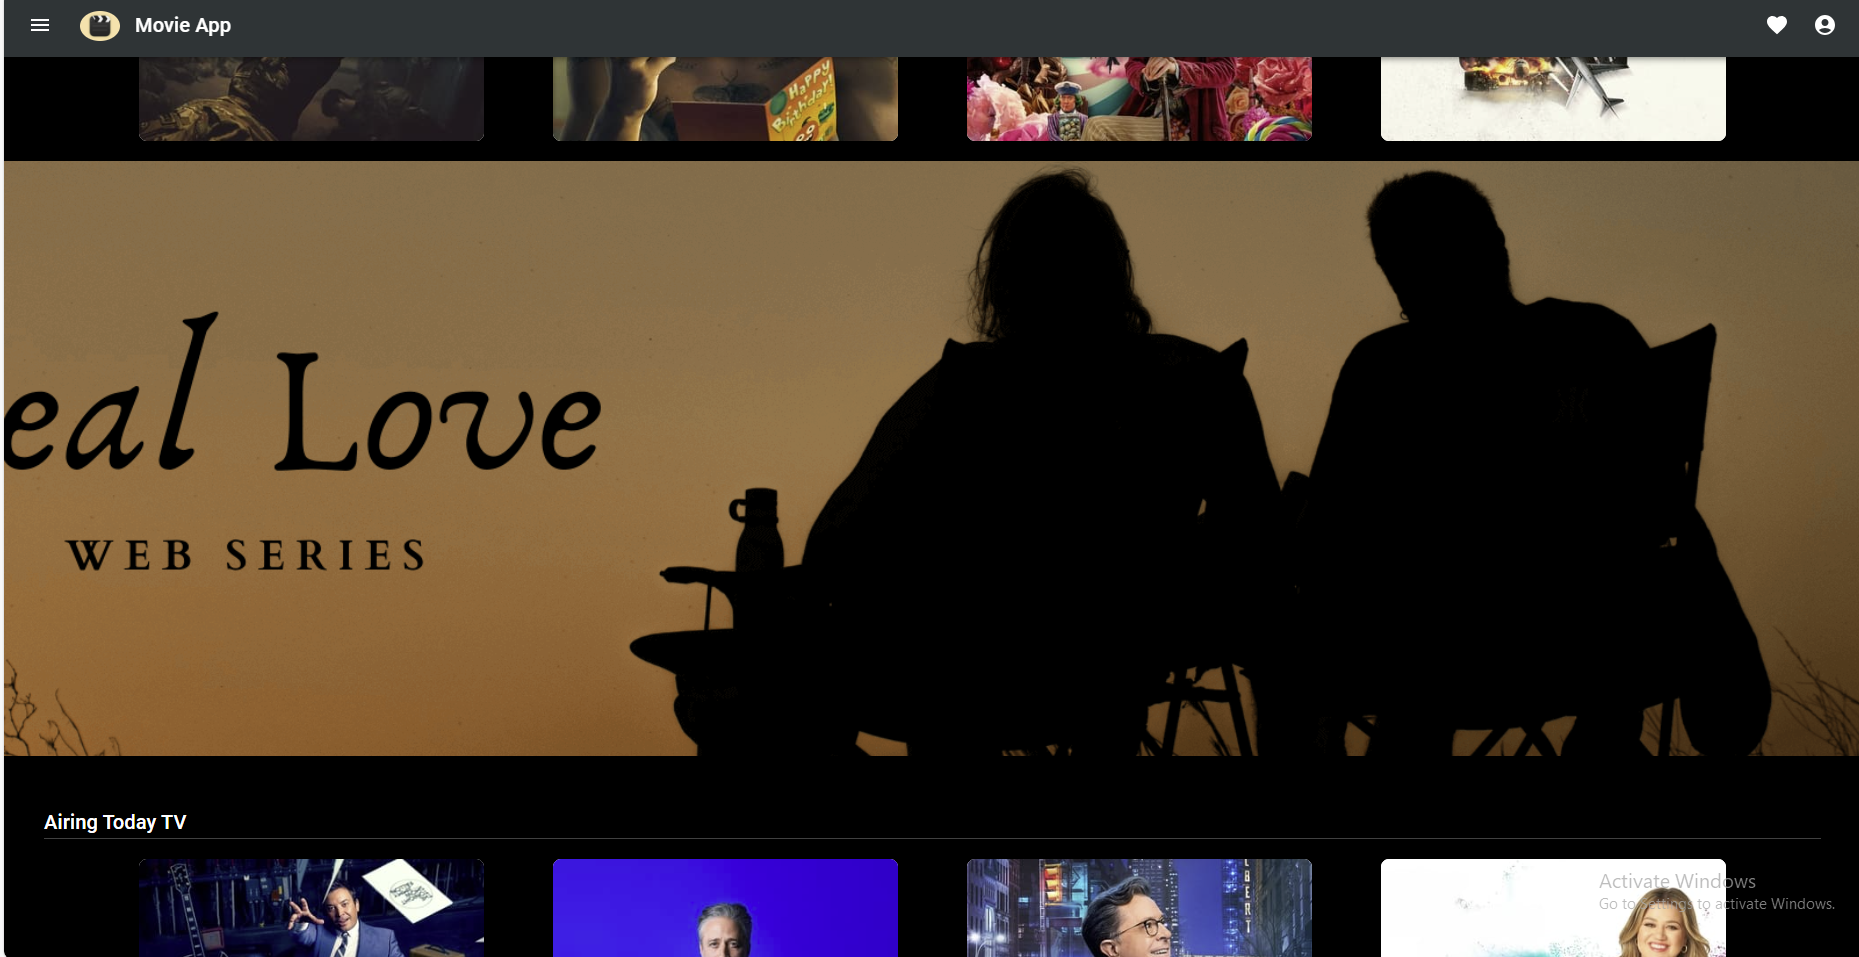 Movie App
Happy
Birthday!
eal Love
WEB SERIES
Airing Today TV
BERT
Activate Windows
Go to Settings to activate Windows.